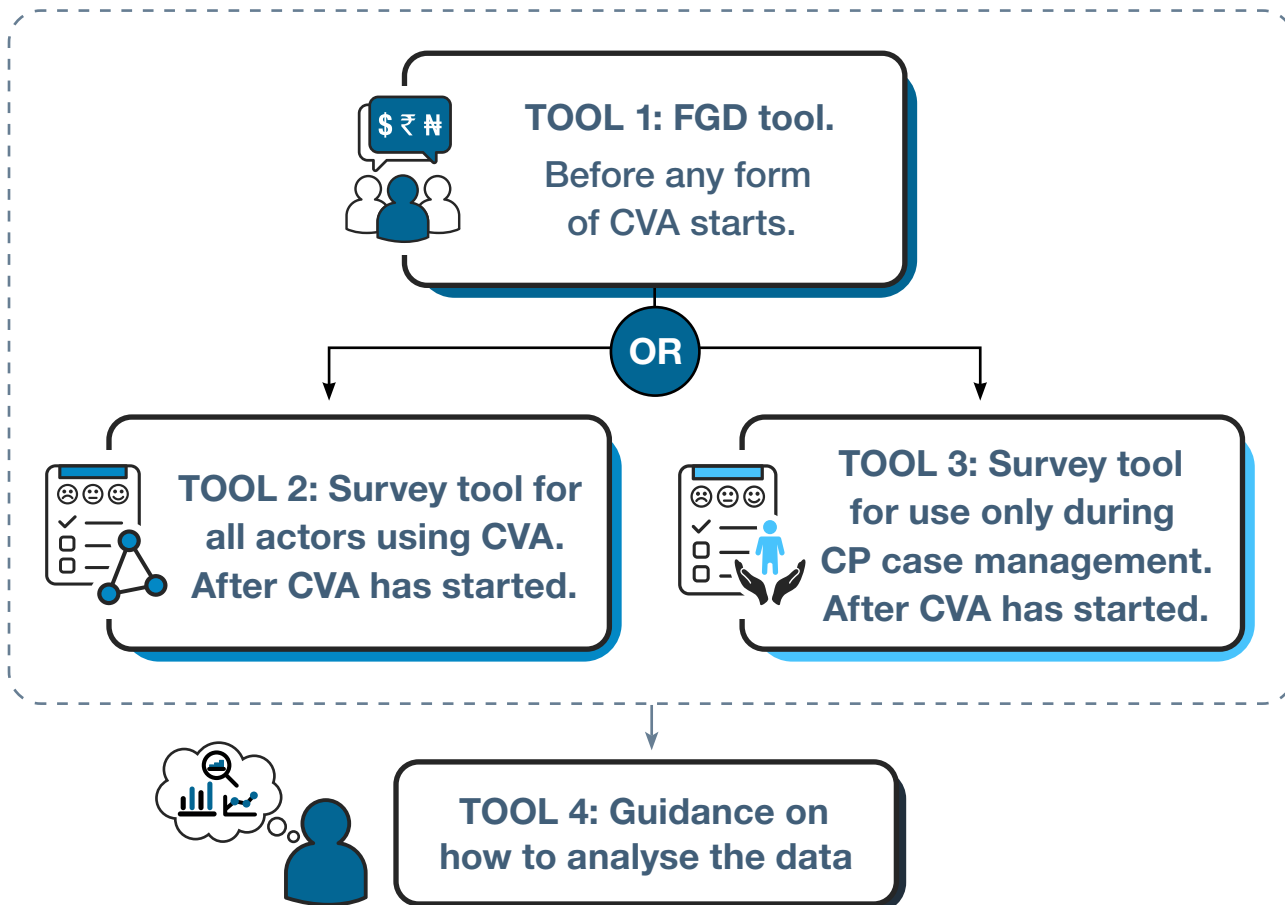 $ ₹ ₦
TOOL 1: FGD tool.
Before any form
of CVA starts.
OR
TOOL 2: Survey tool for
all actors using CVA.
After CVA has started.
TOOL 3: Survey tool
for use only during
CP case management.
After CVA has started.
TOOL 4: Guidance on
how to analyse the data